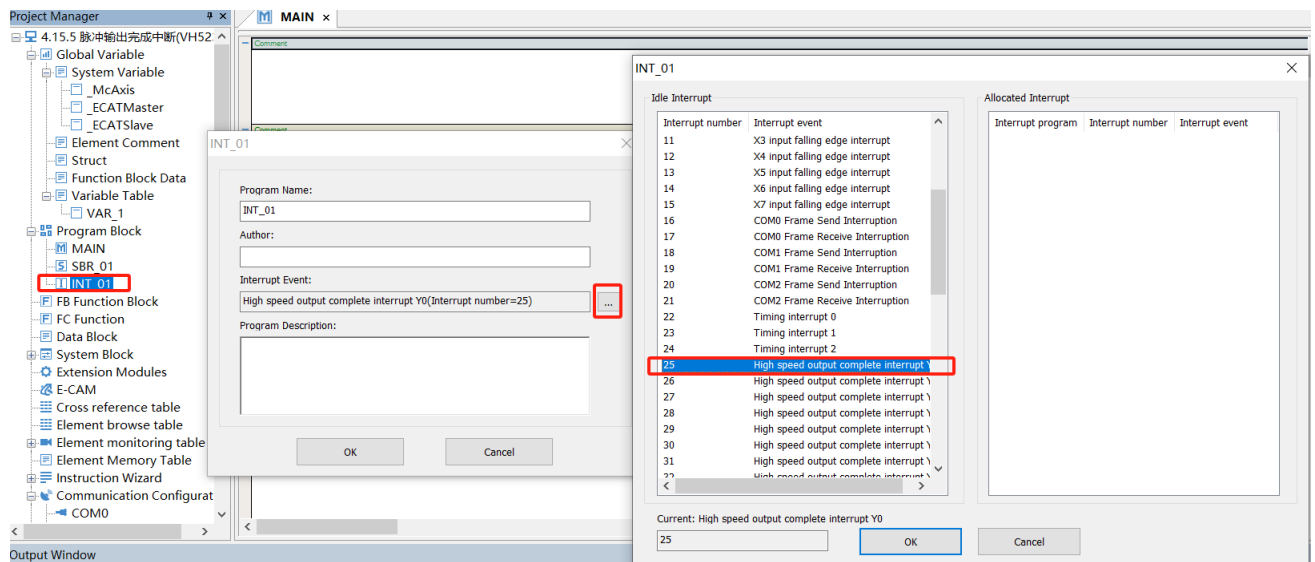 Project Manager
MAIN ×
4.15.5 脉冲输出完成中断(VH52
Global Variable
System Variable
_McAxis
_ECATMaster
_ECATSlave
Element Comment
Struct
Function Block Data
Variable Table
VAR_1
Program Block
MAIN
SBR_01
INT_01
FB Function Block
FC Function
Data Block
System Block
Extension Modules
E-CAM
Cross reference table
Element browse table
Element monitoring table
Element Memory Table
Instruction Wizard
Communication Configurat
COM0
Output Window
Comment
Comment
INT_01
Program Name:
INT_01
Author:
Interrupt Event:
High speed output complete interrupt Y0(Interrupt number=25)
...
Program Description:
OK Cancel
INT_01
Idle Interrupt
Interrupt number Interrupt event
11 X3 input falling edge interrupt
12 X4 input falling edge interrupt
13 X5 input falling edge interrupt
14 X6 input falling edge interrupt
15 X7 input falling edge interrupt
16 COM0 Frame Send Interruption
17 COM0 Frame Receive Interruption
18 COM1 Frame Send Interruption
19 COM1 Frame Receive Interruption
20 COM2 Frame Send Interruption
21 COM2 Frame Receive Interruption
22 Timing interrupt 0
23 Timing interrupt 1
24 Timing interrupt 2
25 High speed output complete interrupt Y
26 High speed output complete interrupt Y
27 High speed output complete interrupt Y
28 High speed output complete interrupt Y
29 High speed output complete interrupt Y
30 High speed output complete interrupt Y
31 High speed output complete interrupt Y
32 High speed output complete interrupt Y
Allocated Interrupt
Interrupt program Interrupt number Interrupt event
Current: High speed output complete interrupt Y0
25
OK Cancel